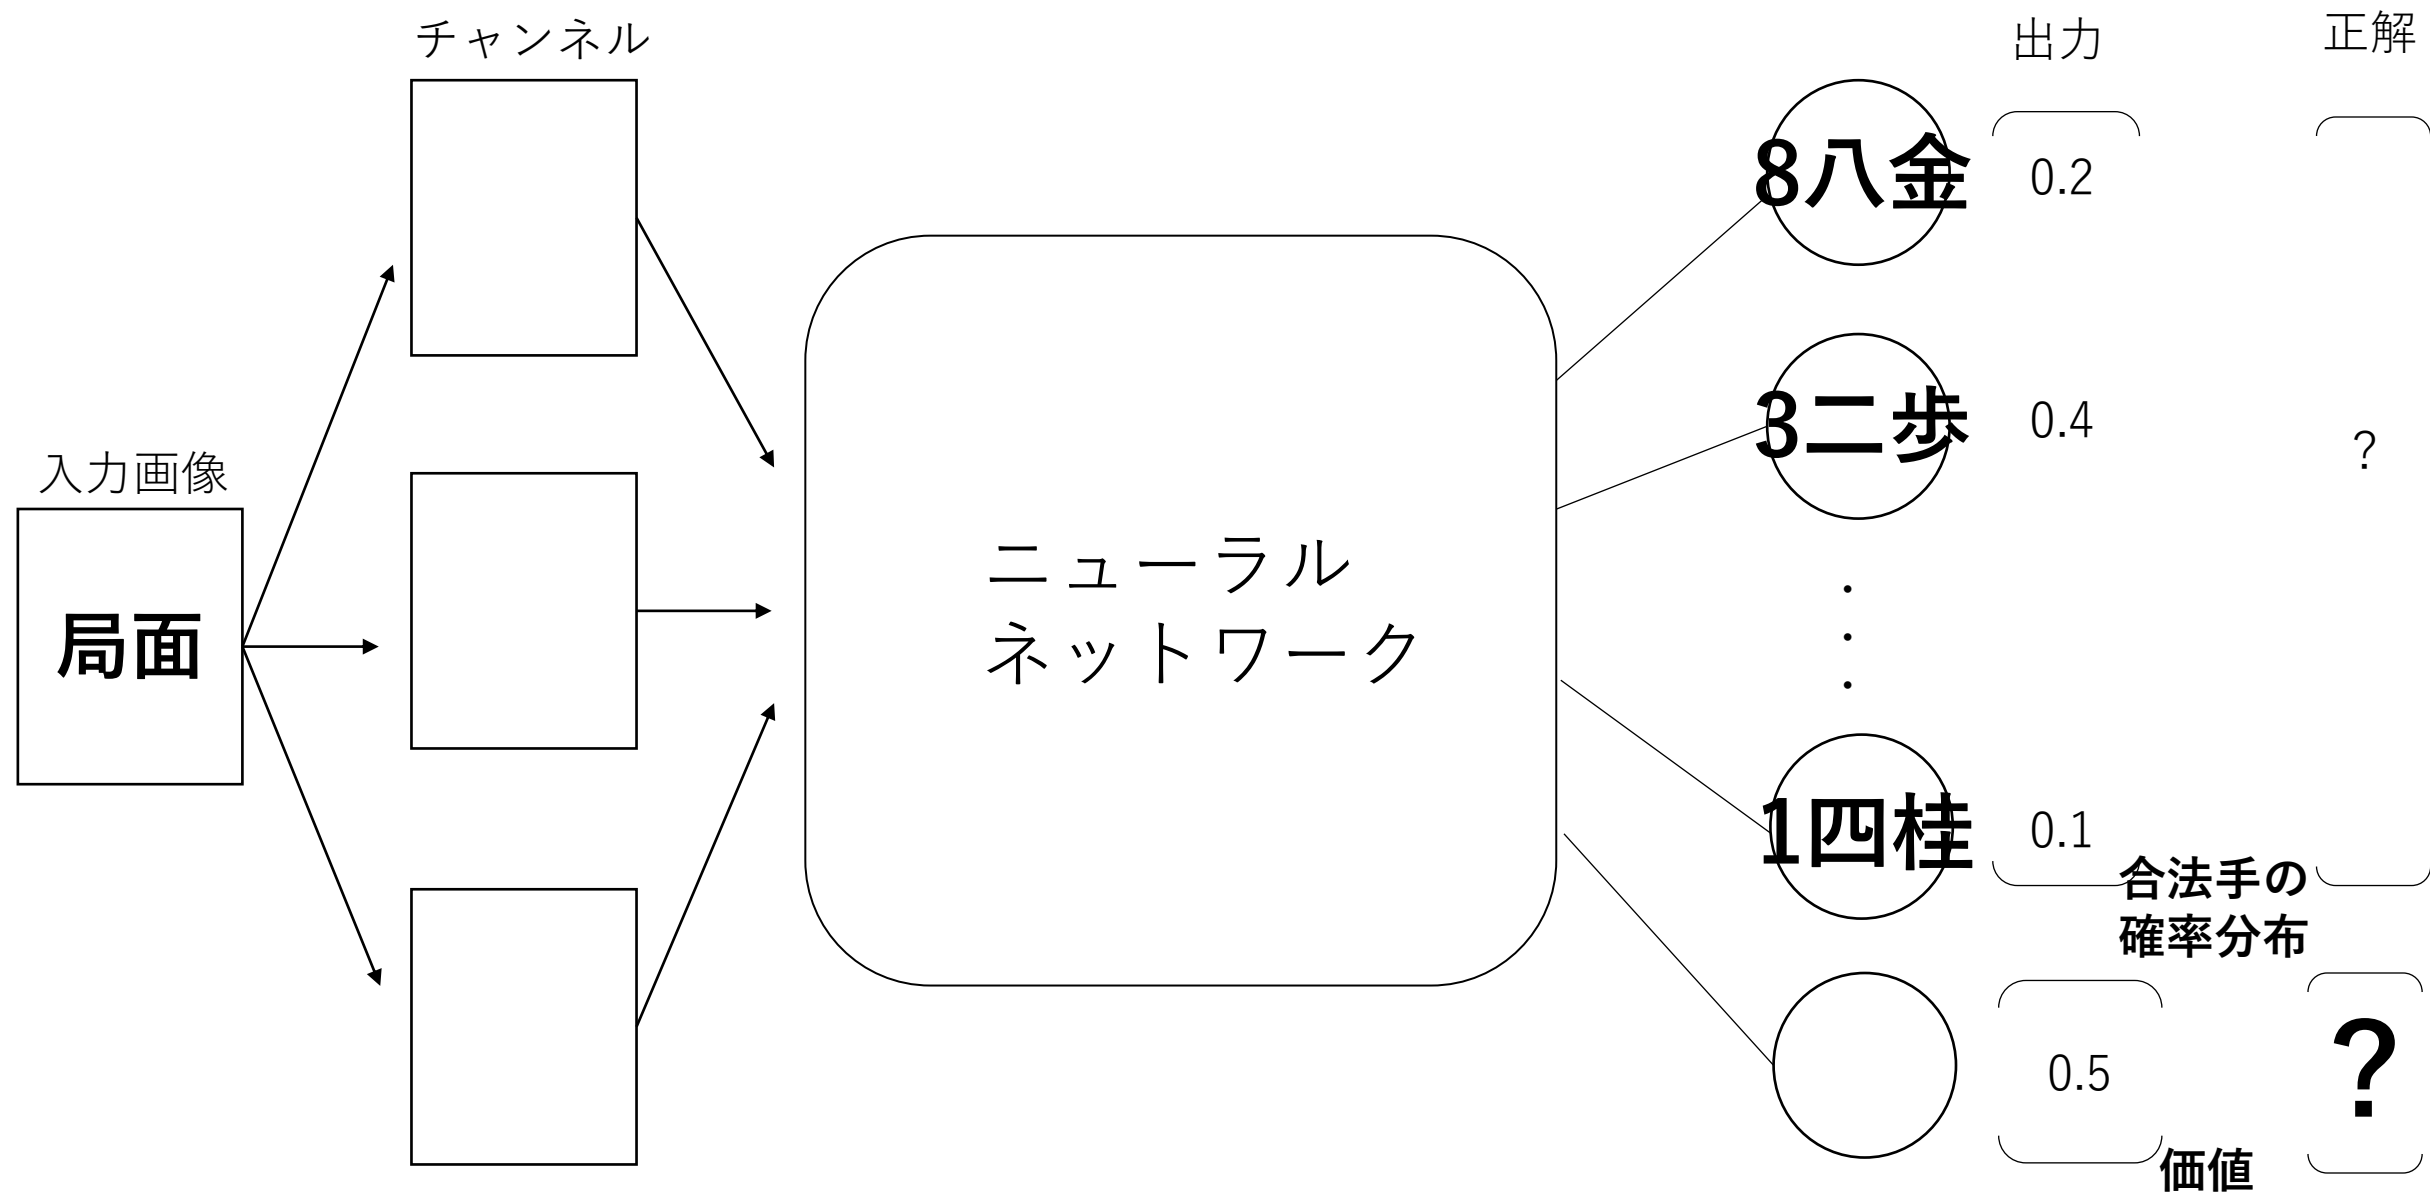 チャンネル
出力
正解
8八金
0.2
3二歩
0.4
?
入力画像
局面
ニューラル
ネットワーク
・
・
・
1四桂
0.1
合法手の
確率分布
0.5
?
価値